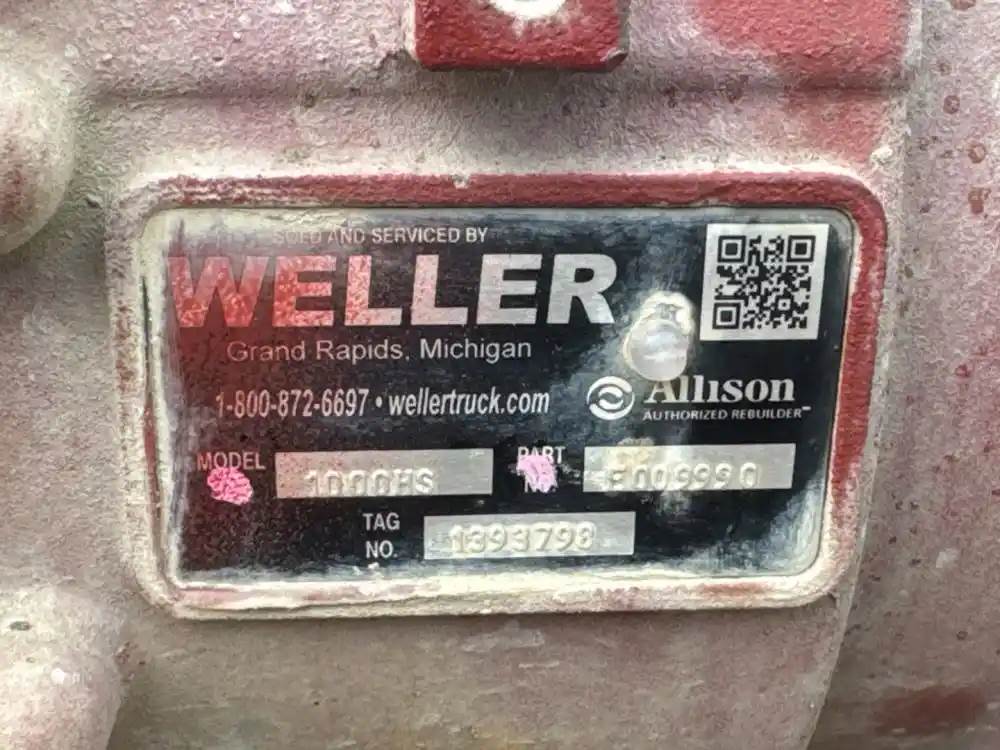 SOLD AND SERVICED BY
WELLER
Grand Rapids, Michigan
1-800-872-6697 • wellertruck.com
Allison
AUTHORIZED REBUILDER
MODEL 1000HS
PART NO.
TAG NO. 1393798